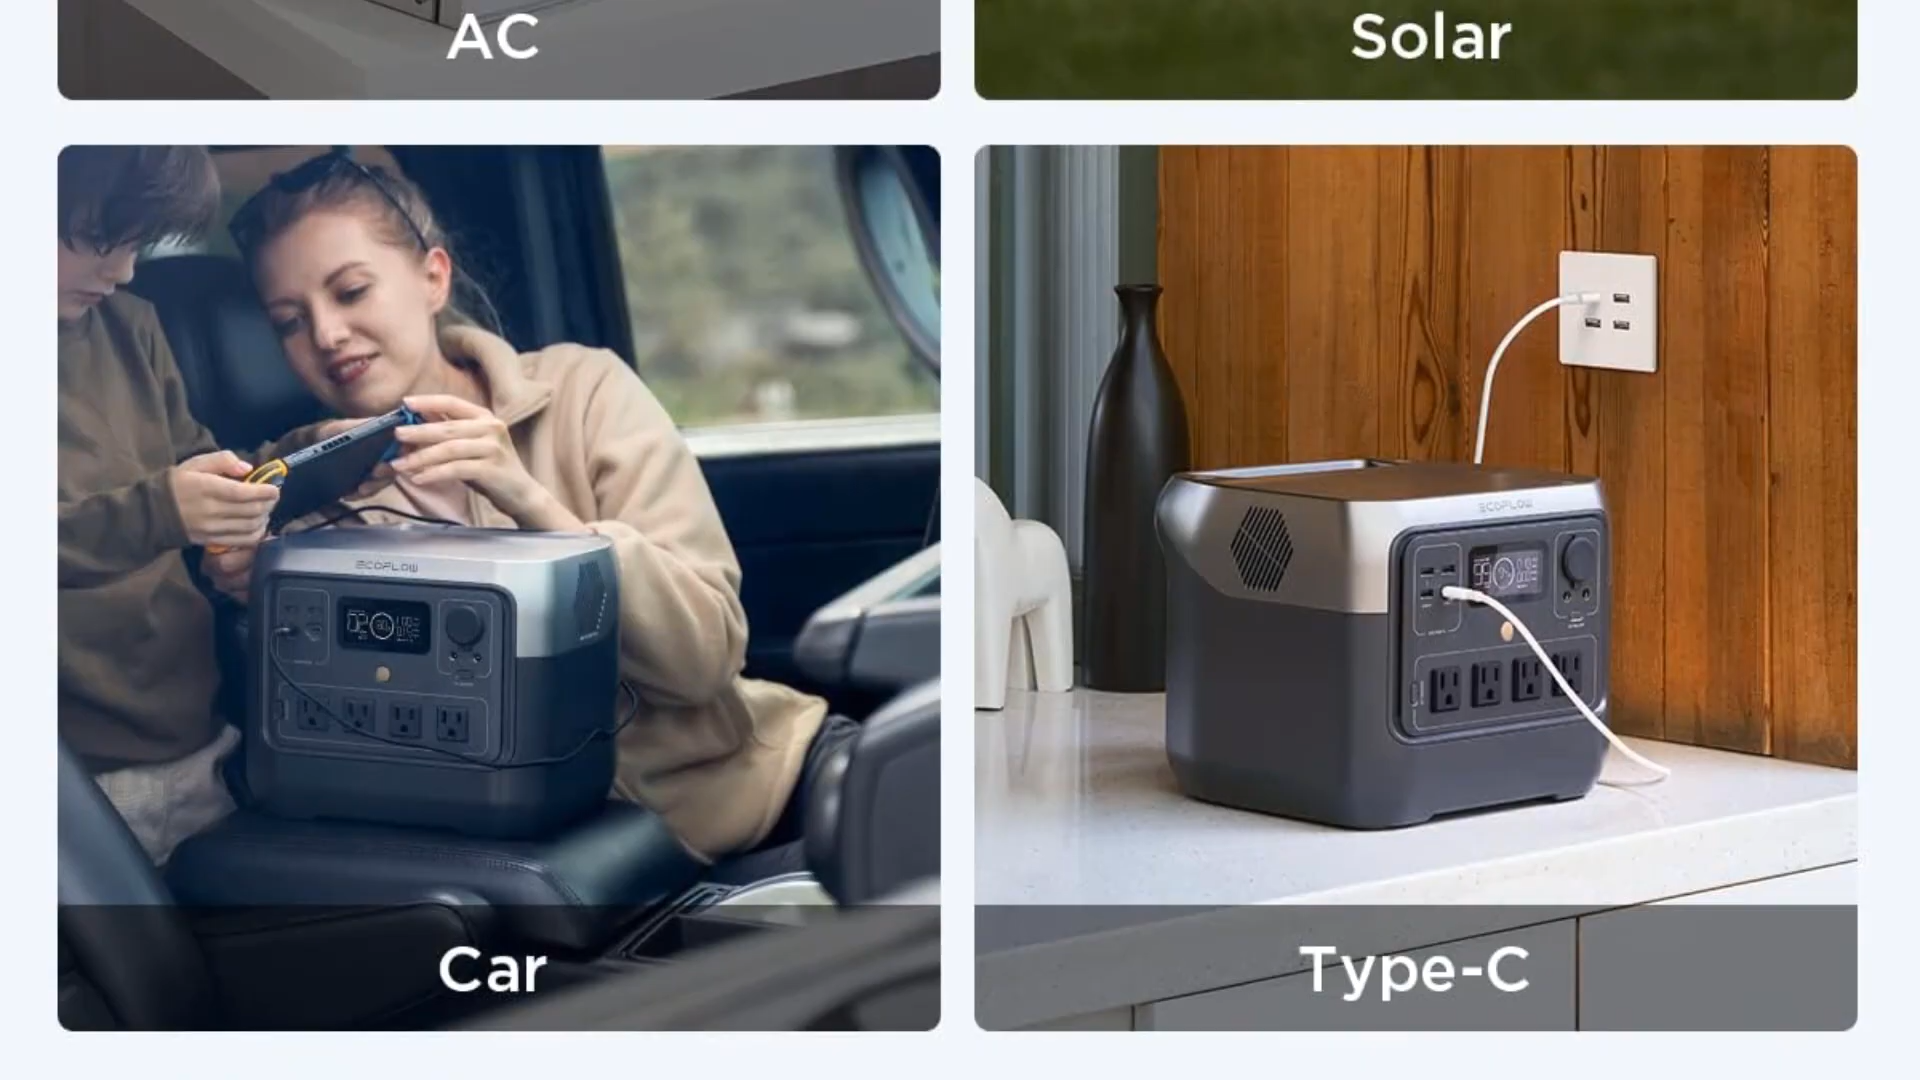 AC
Solar
ECOFLOW
ECOFLOW
Car
Type-C